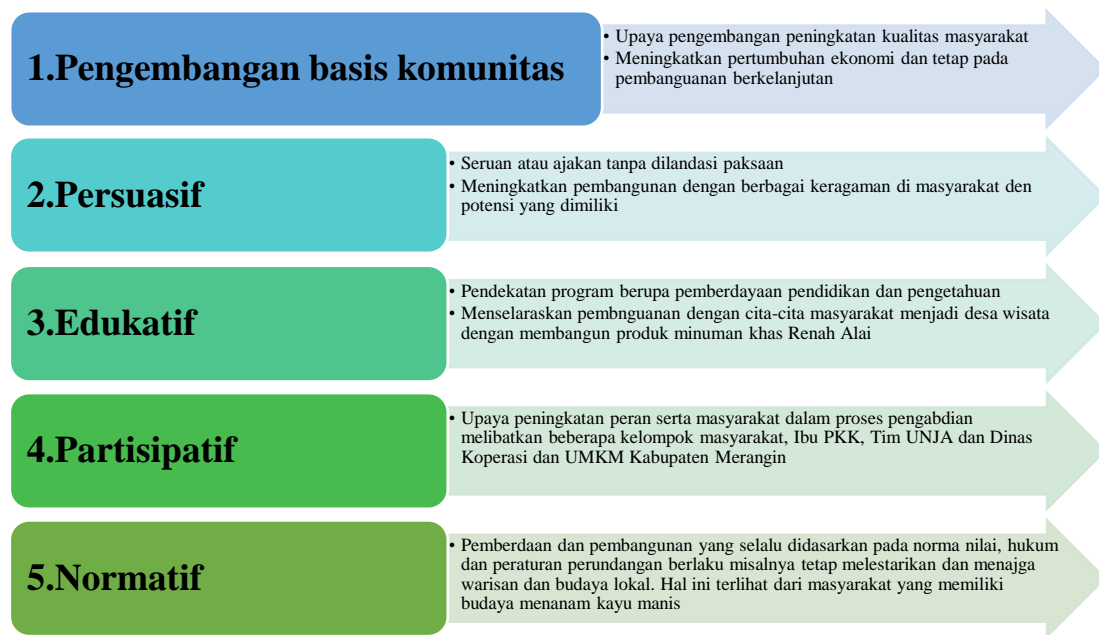 1.Pengembangan basis komunitas
• Upaya pengembangan peningkatan kualitas masyarakat
• Meningkatkan pertumbuhan ekonomi dan tetap pada
pembanguanan berkelanjutan
2.Persuasif
• Seruan atau ajakan tanpa dilandasi paksaan
• Meningkatkan pembangunan dengan berbagai keragaman di masyarakat den
potensi yang dimiliki
3.Edukatif
• Pendekatan program berupa pemberdayaan pendidikan dan pengetahuan
• Menselaraskan pembnguanan dengan cita-cita masyarakat menjadi desa wisata
dengan membangun produk minuman khas Renah Alai
4.Partisipatif
• Upaya peningkatan peran serta masyarakat dalam proses pengabdian
melibatkan beberapa kelompok masyarakat, Ibu PKK, Tim UNJA dan Dinas
Koperasi dan UMKM Kabupaten Merangin
5.Normatif
• Pemberdaan dan pembangunan yang selalu didasarkan pada norma nilai, hukum
dan peraturan perundangan berlaku misalnya tetap melestarikan dan menajga
warisan dan budaya lokal. Hal ini terlihat dari masyarakat yang memiliki
budaya menanam kayu manis